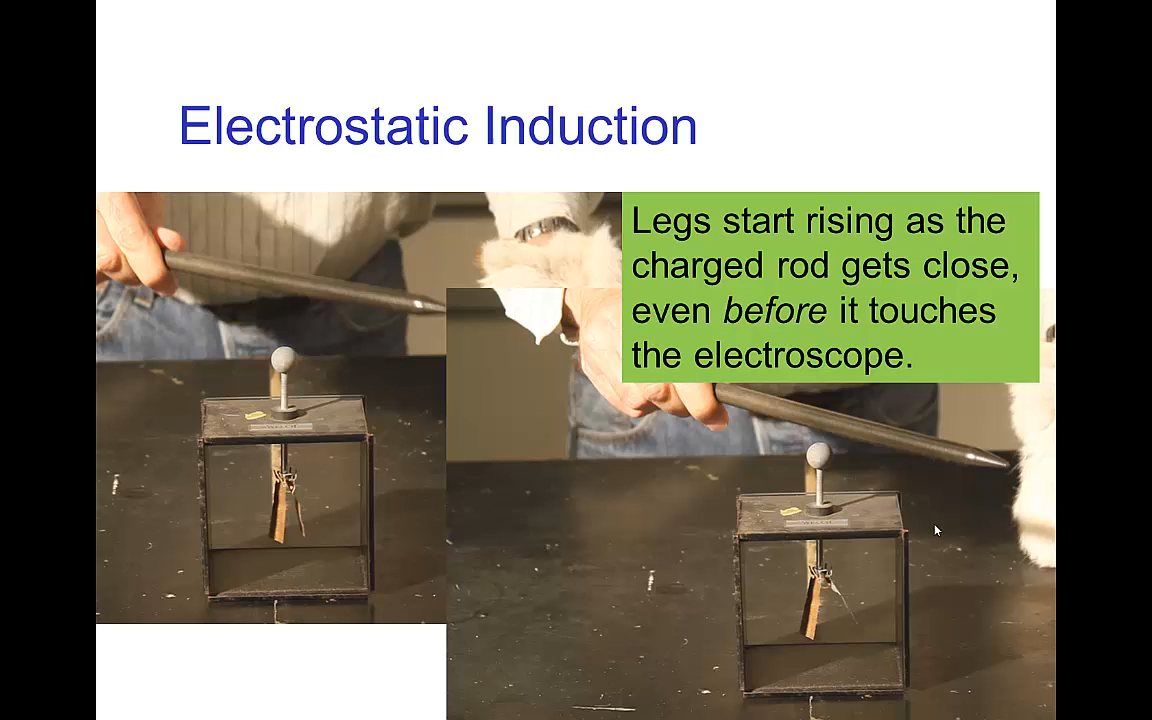 Electrostatic Induction
Legs start rising as the
charged rod gets close,
even before it touches
the electroscope.